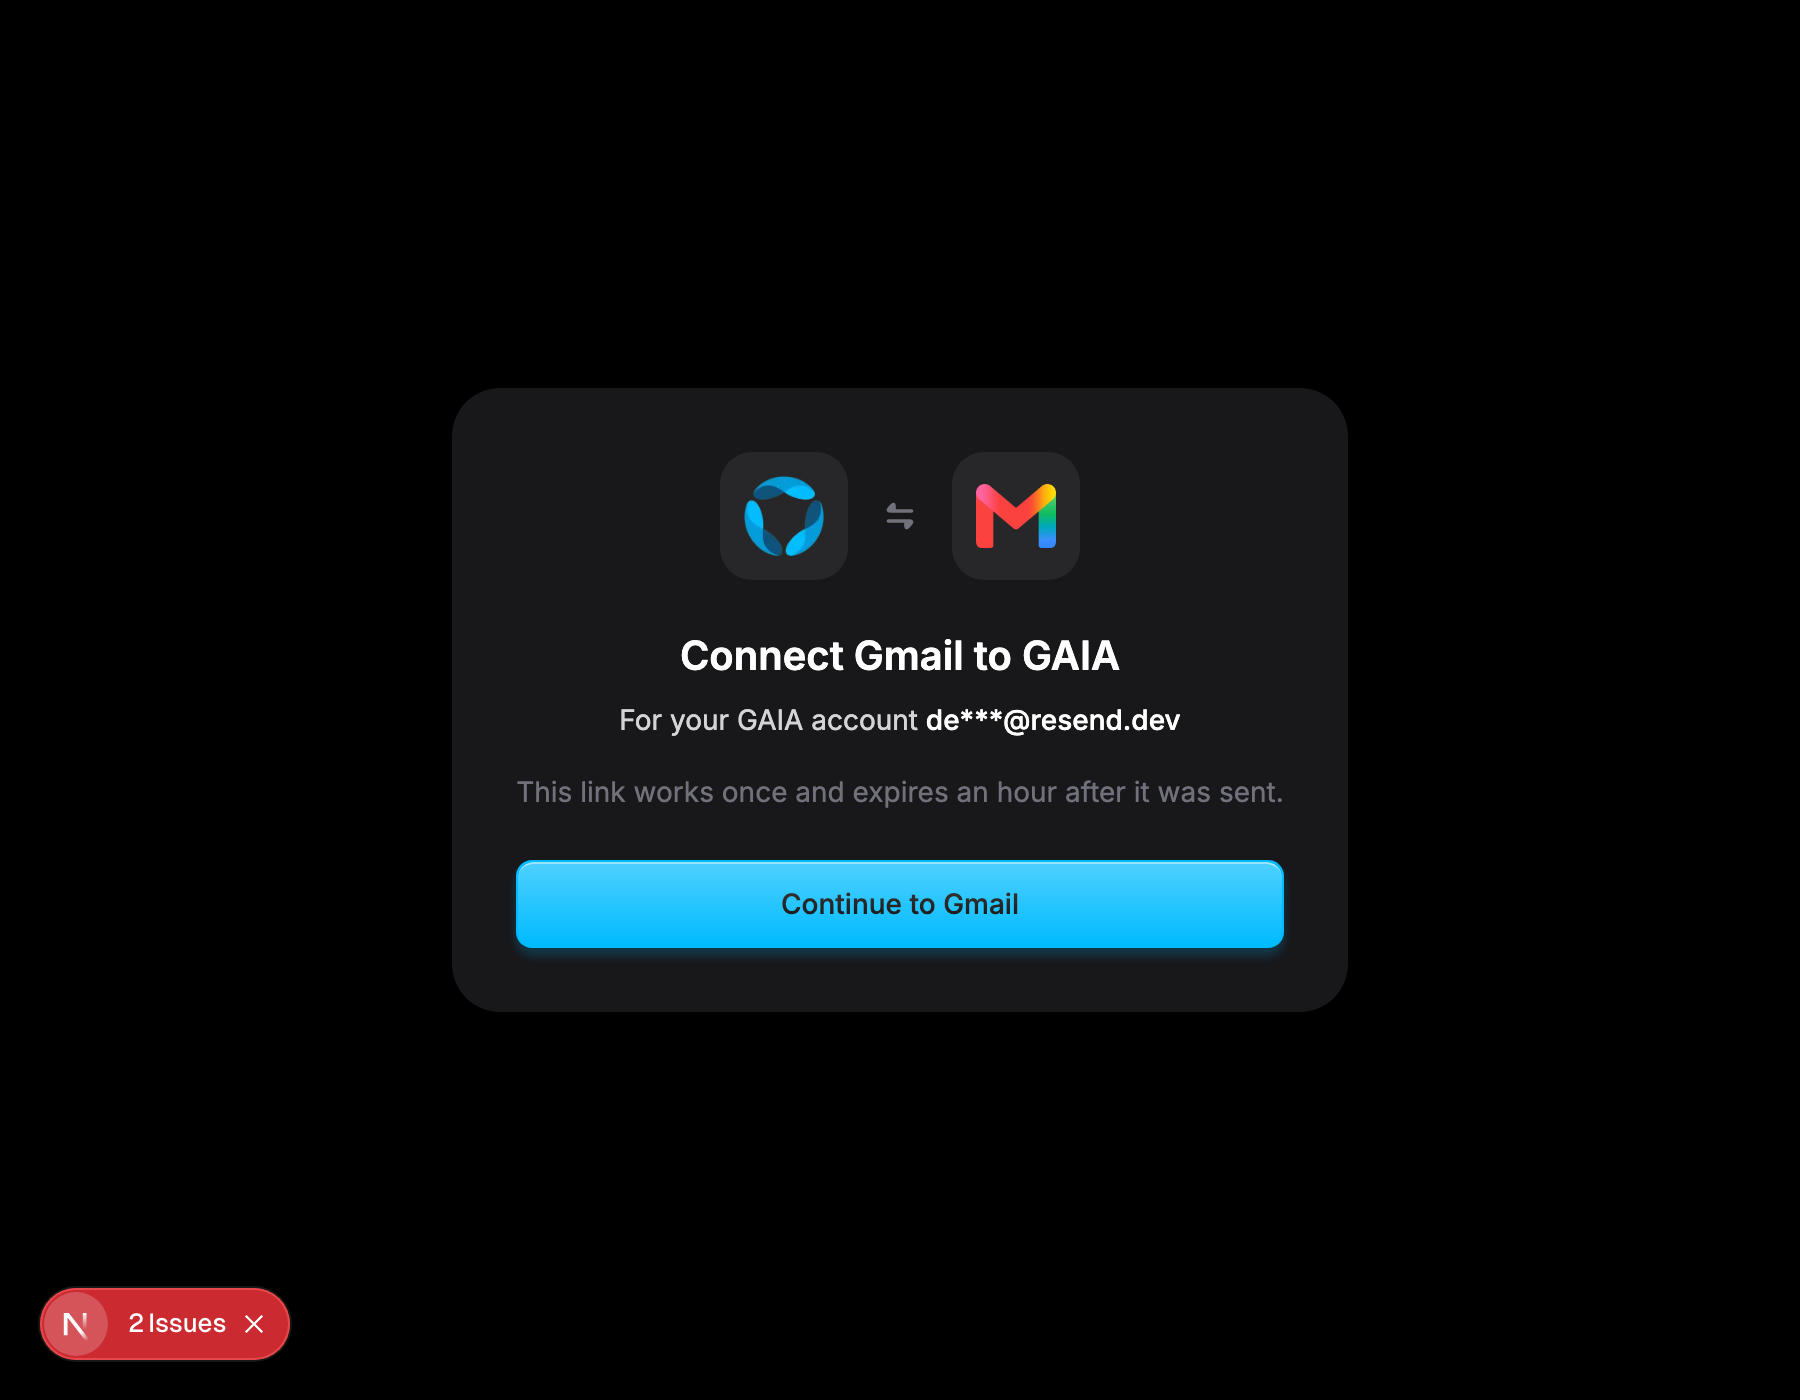 Connect Gmail to GAIA
For your GAIA account de***@resend.dev
This link works once and expires an hour after it was sent.
Continue to Gmail
N 2 Issues